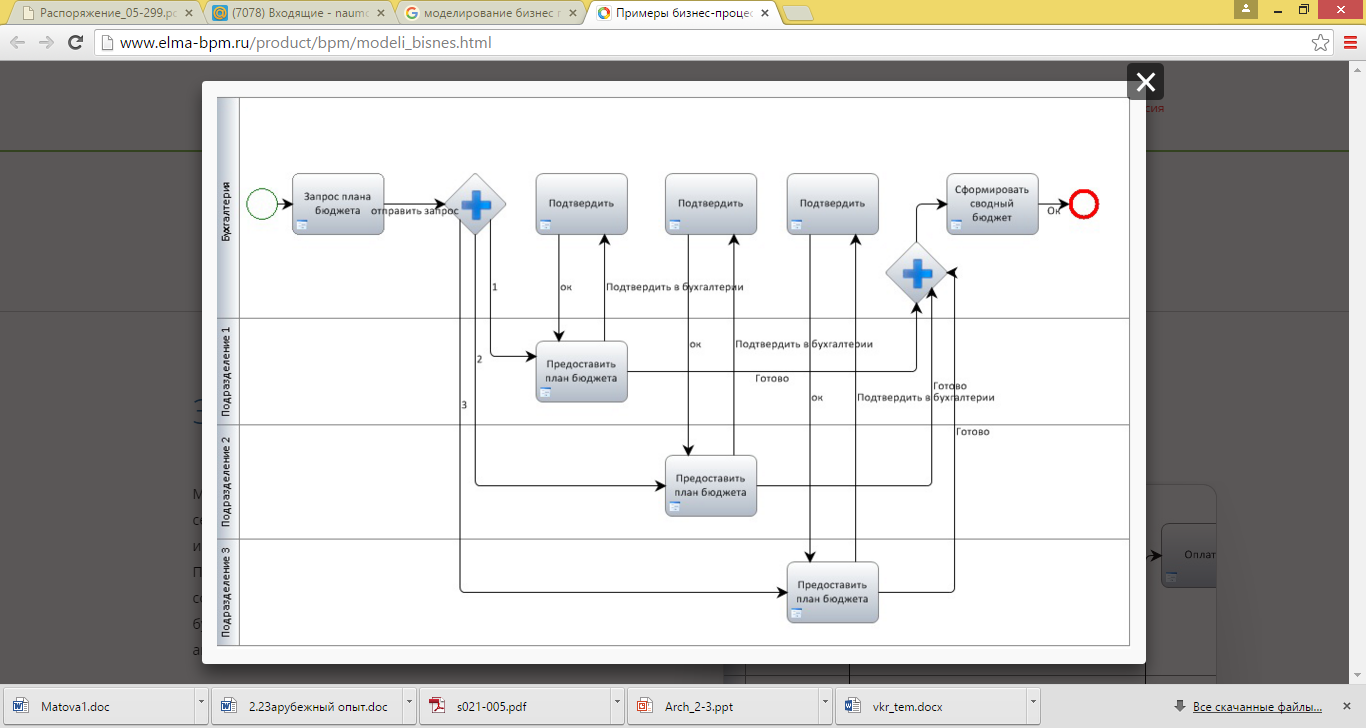 Распоряжение_05-299.p
(7078) Входящие - naum
моделирование бизнес
Примеры бизнес-процес
www.elma-bpm.ru/product/bpm/modeli_bisnes.html
сия
Бухгалтерия
Запрос плана
бюджета
отправить запрос
Подтвердить
Подтвердить
Подтвердить
Сформировать
сводный
бюджет
Ок
1
ок
Подтвердить в бухгалтерии
Подразделение 1
2
3
Предоставить
план бюджета
ок
Подтвердить в бухгалтерии
Готово
ок
Готово
Подтвердить в бухгалтерии
Готово
Подразделение 2
Предоставить
план бюджета
Подразделение 3
Предоставить
план бюджета
Оплат
Matova1.doc
2.2Зарубежный опыт.doc
s021-005.pdf
Arch_2-3.ppt
vkr_tem.docx
Все скачанные файлы...